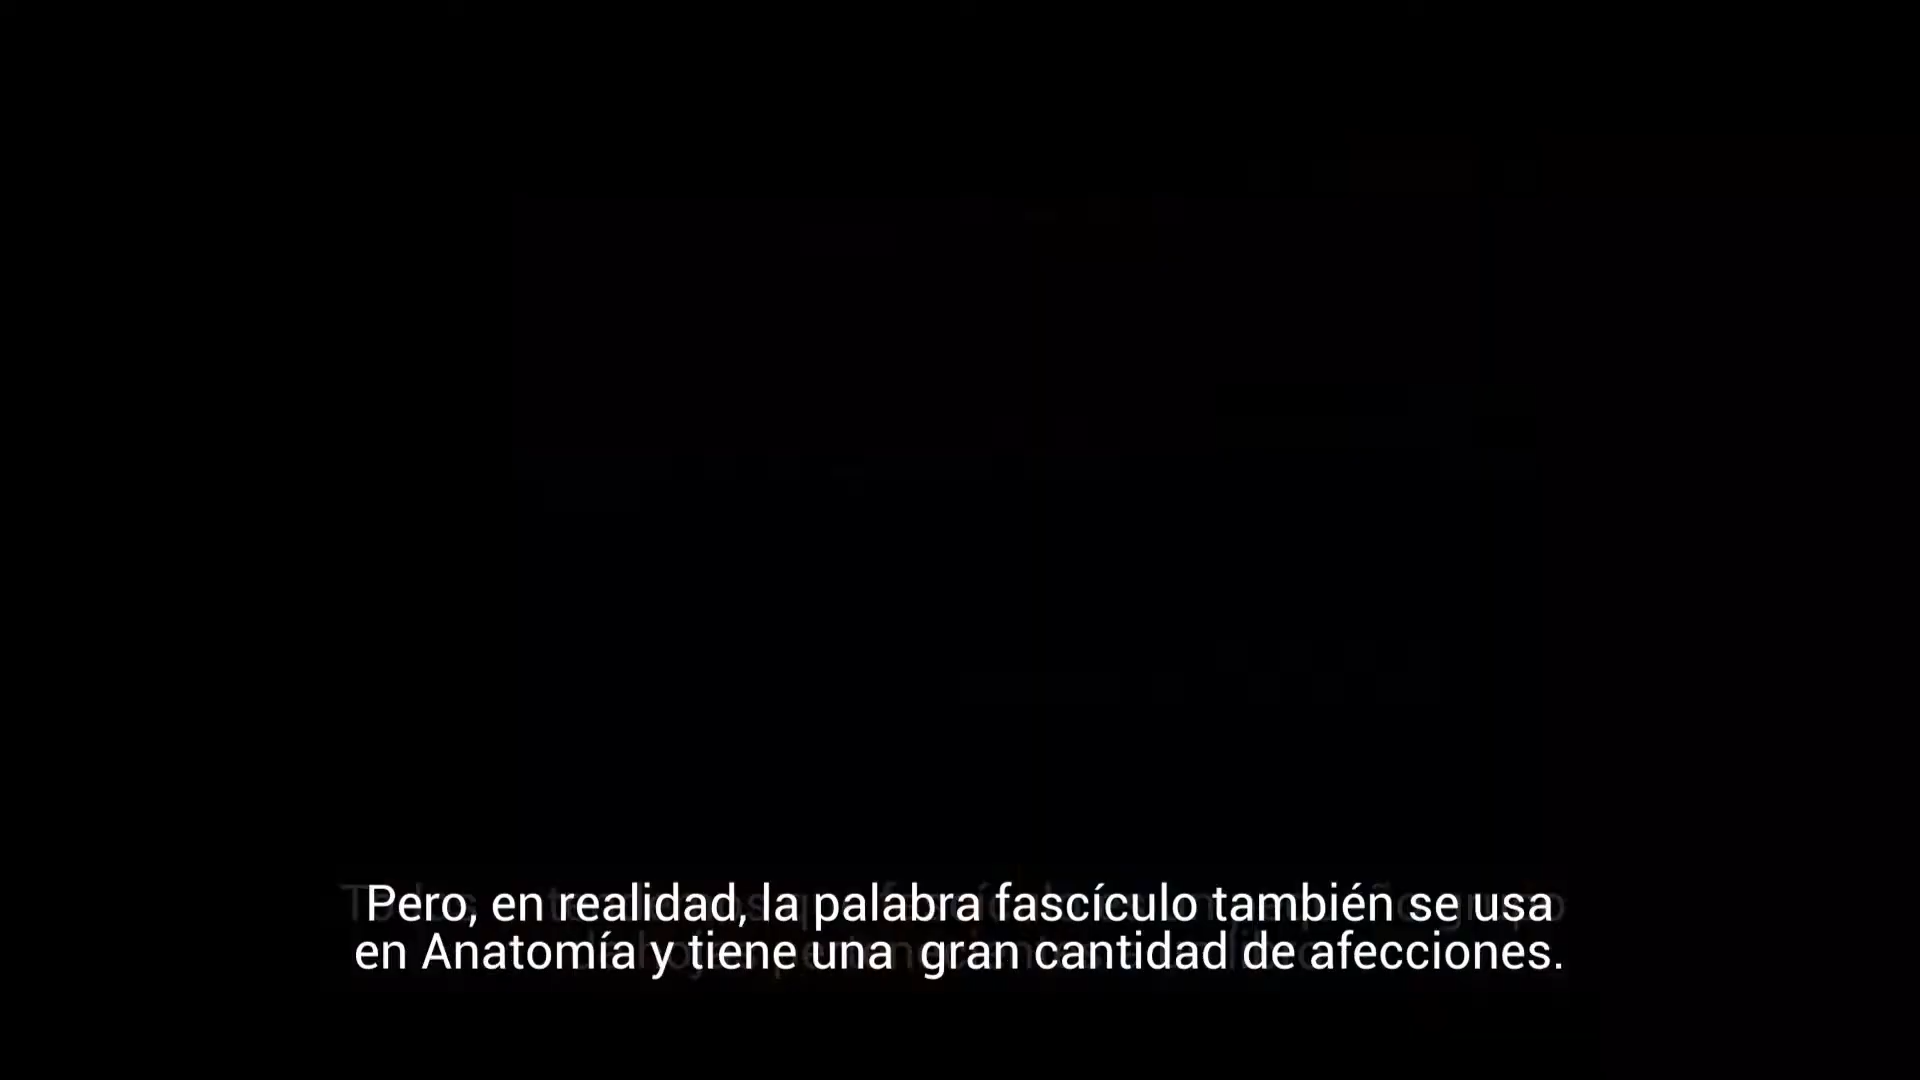 Pero, en realidad, la palabra fascículo también se usa
en Anatomía y tiene una  gran cantidad de afecciones.